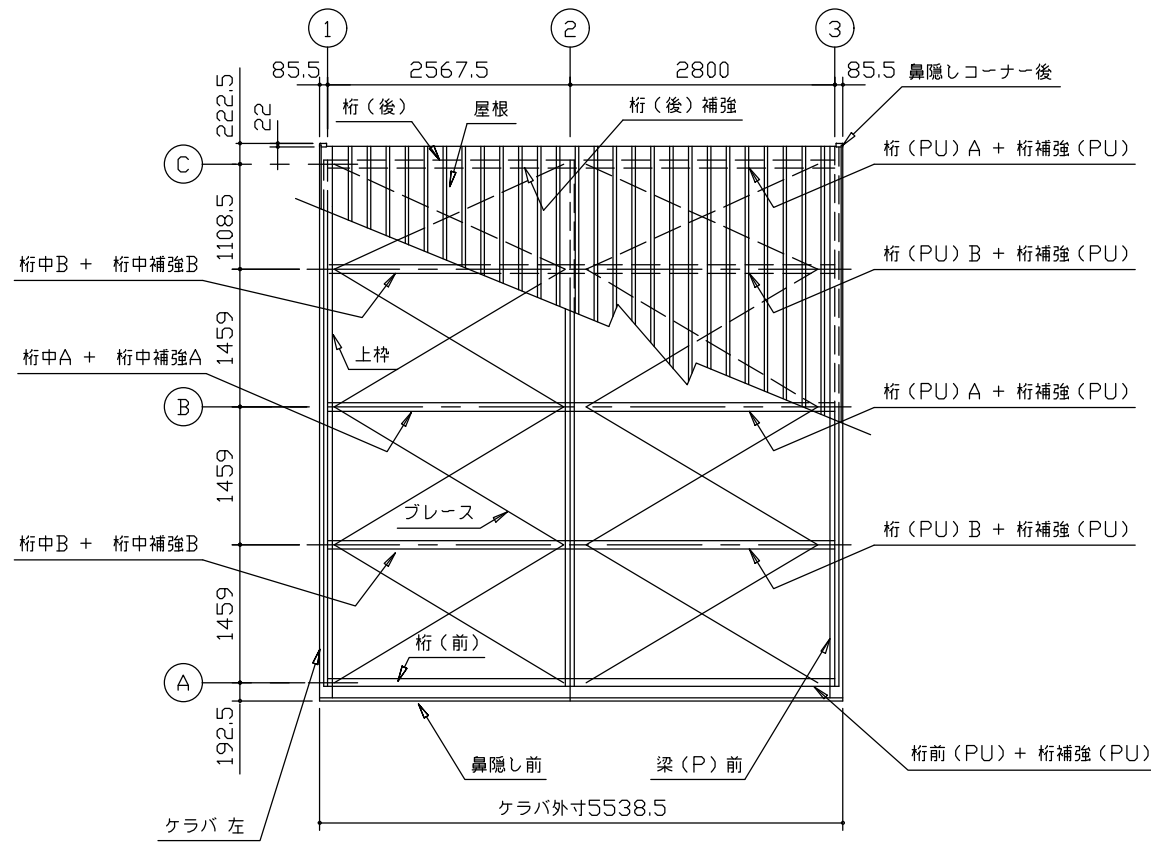 1
2
3
85.5
2567.5
2800
85.5
鼻隠しコーナー後
222.5
22
桁（後）
屋根
桁（後）補強
C
桁（PU）A + 桁補強（PU）
1108.5
桁中B + 桁中補強B
桁（PU）B + 桁補強（PU）
1459
上枠
桁中A + 桁中補強A
B
桁（PU）A + 桁補強（PU）
1459
ブレース
桁中B + 桁中補強B
桁（PU）B + 桁補強（PU）
1459
桁（前）
A
192.5
鼻隠し前
梁（P）前
桁前（PU）+ 桁補強（PU）
ケラバ外寸5538.5
ケラバ 左